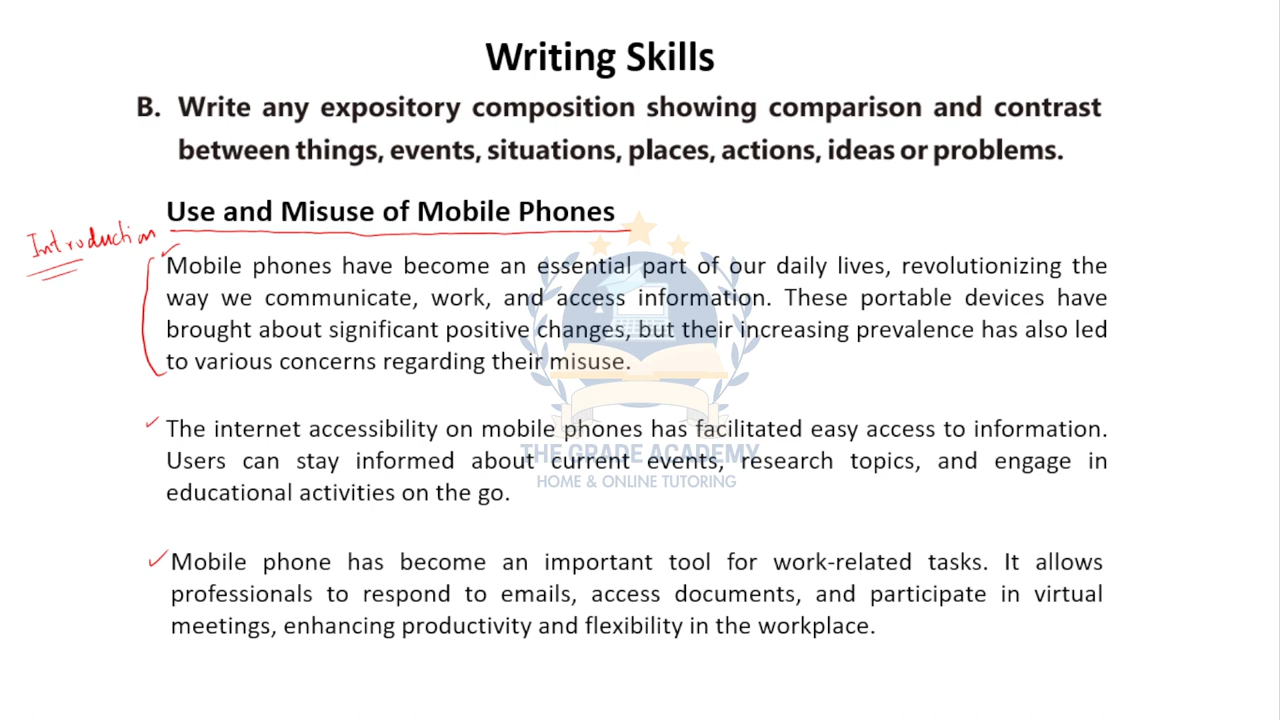 Writing Skills
B. Write any expository composition showing comparison and contrast
between things, events, situations, places, actions, ideas or problems.
Use and Misuse of Mobile Phones
Introduction
Mobile phones have become an essential part of our daily lives, revolutionizing the
way we communicate, work, and access information. These portable devices have
brought about significant positive changes, but their increasing prevalence has also led
to various concerns regarding their misuse.
The internet accessibility on mobile phones has facilitated easy access to information.
THE GRADE ACADEMY
Users can stay informed about current events, research topics, and engage in
HOME & ONLINE TUTORING
educational activities on the go.
Mobile phone has become an important tool for work-related tasks. It allows
professionals to respond to emails, access documents, and participate in virtual
meetings, enhancing productivity and flexibility in the workplace.